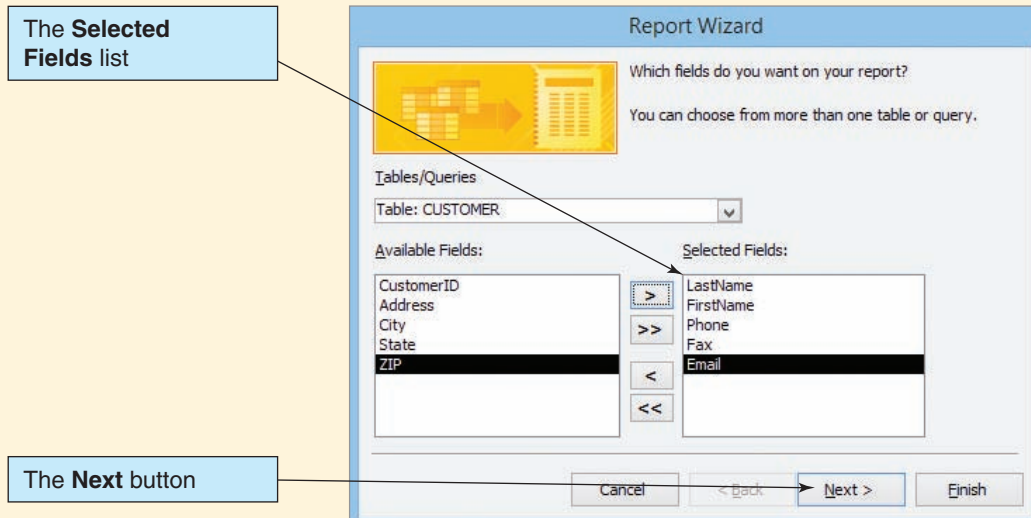 The Selected
Fields list
Report Wizard
Which fields do you want on your report?
You can choose from more than one table or query.
Tables/Queries
Table: CUSTOMER
Available Fields:
Selected Fields:
CustomerID
Address
City
State
ZIP
>
>>
<
<<
LastName
FirstName
Phone
Fax
Email
The Next button
Cancel
< Back
Next >
Finish